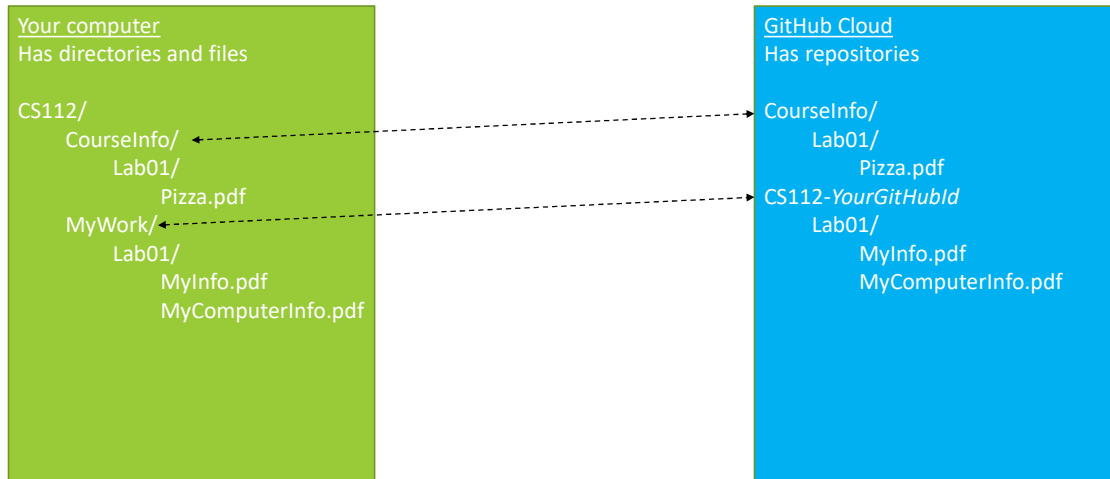 Your computer
Has directories and files
CS112/
CourseInfo/
Lab01/
Pizza.pdf
MyWork/
Lab01/
MyInfo.pdf
MyComputerInfo.pdf
GitHub Cloud
Has repositories
CourseInfo/
Lab01/
Pizza.pdf
CS112-YourGitHubId
Lab01/
MyInfo.pdf
MyComputerInfo.pdf